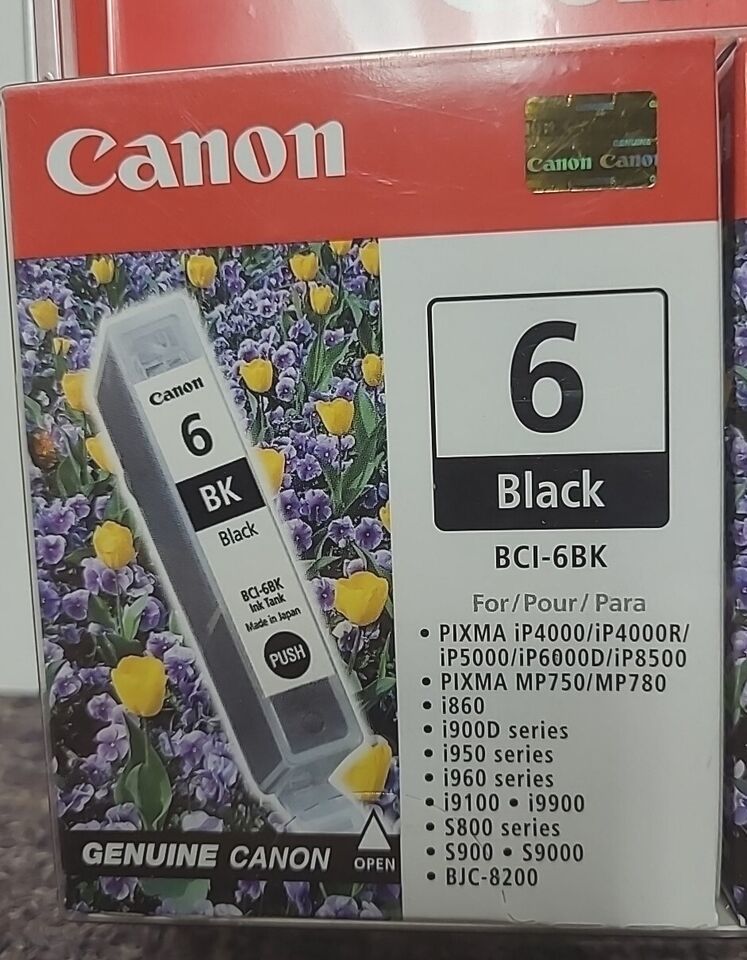 Canon
GENUINE
Canon Canon
6
Black
BCI-6BK
For/Pour/Para
• PIXMA iP4000/iP4000R/
iP5000/iP6000D/iP8500
• PIXMA MP750/MP780
• i860
• i900D series
• i950 series
• i960 series
• i9100 • i9900
• S800 series
• S900 • S9000
• BJC-8200
Canon
6
BK
Black
BCI-6BK
Ink Tank
Made in Japan
PUSH
GENUINE CANON
OPEN